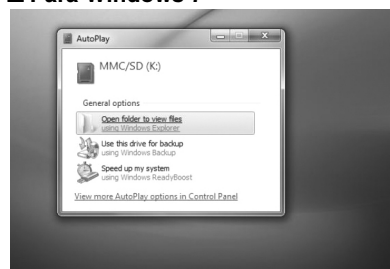 AutoPlay
MMC/SD (K:)
General options
Open folder to view files
using Windows Explorer
Use this drive for backup
using Windows Backup
Speed up my system
using Windows ReadyBoost
View more AutoPlay options in Control Panel